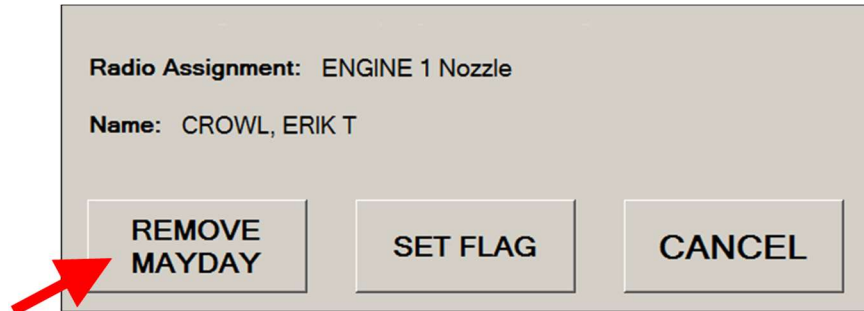 Radio Assignment: ENGINE 1 Nozzle
Name: CROWL, ERIK T
REMOVE
MAYDAY
SET FLAG
CANCEL